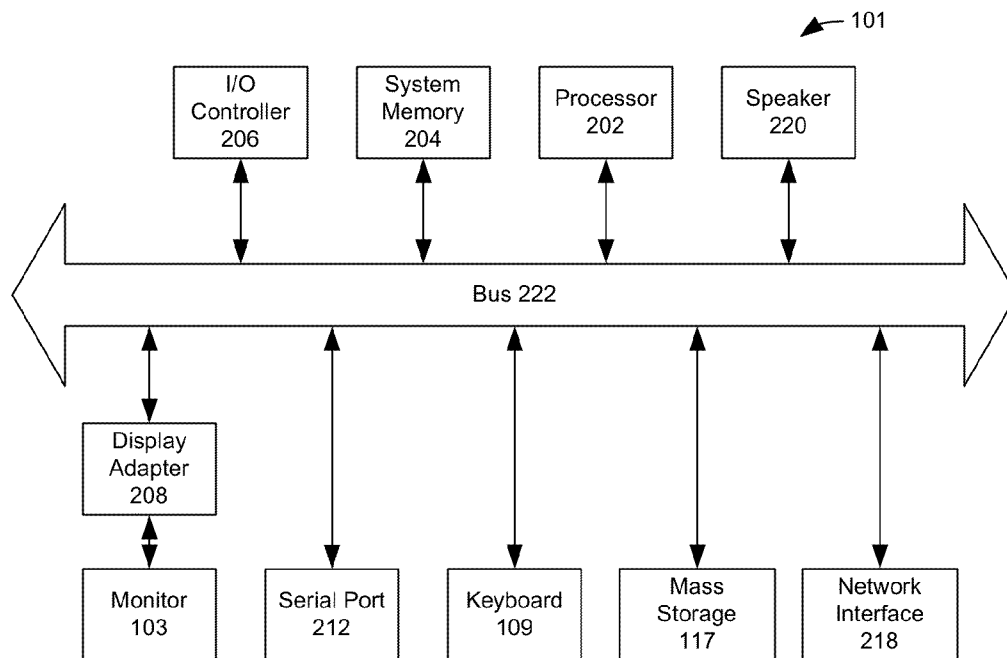 101
I/O
Controller
206
System
Memory
204
Processor
202
Speaker
220
Bus 222
Display
Adapter
208
Monitor
103
Serial Port
212
Keyboard
109
Mass
Storage
117
Network
Interface
218